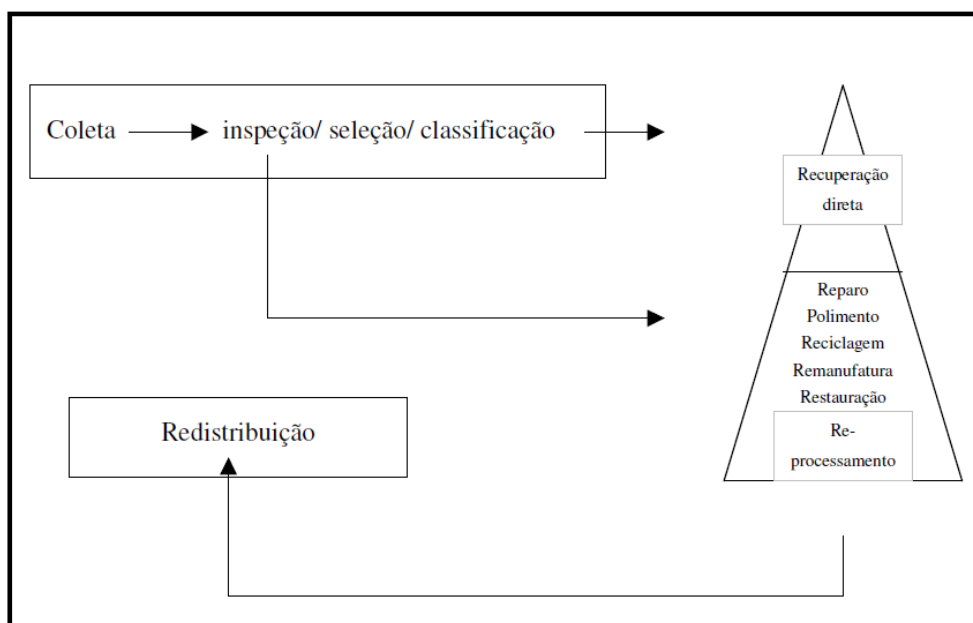 Coleta
inspeção/ seleção/ classificação
Recuperação
direta
Reparo
Polimento
Reciclagem
Remanufatura
Restauração
Re-
processamento
Redistribuição